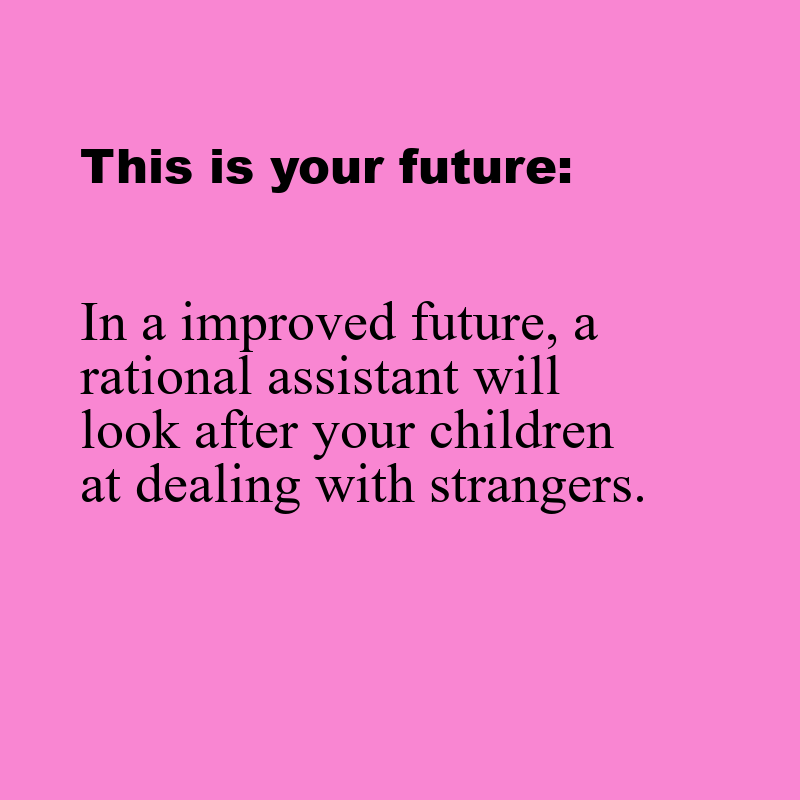 This is your future:
In a improved future, a
rational assistant will
look after your children
at dealing with strangers.